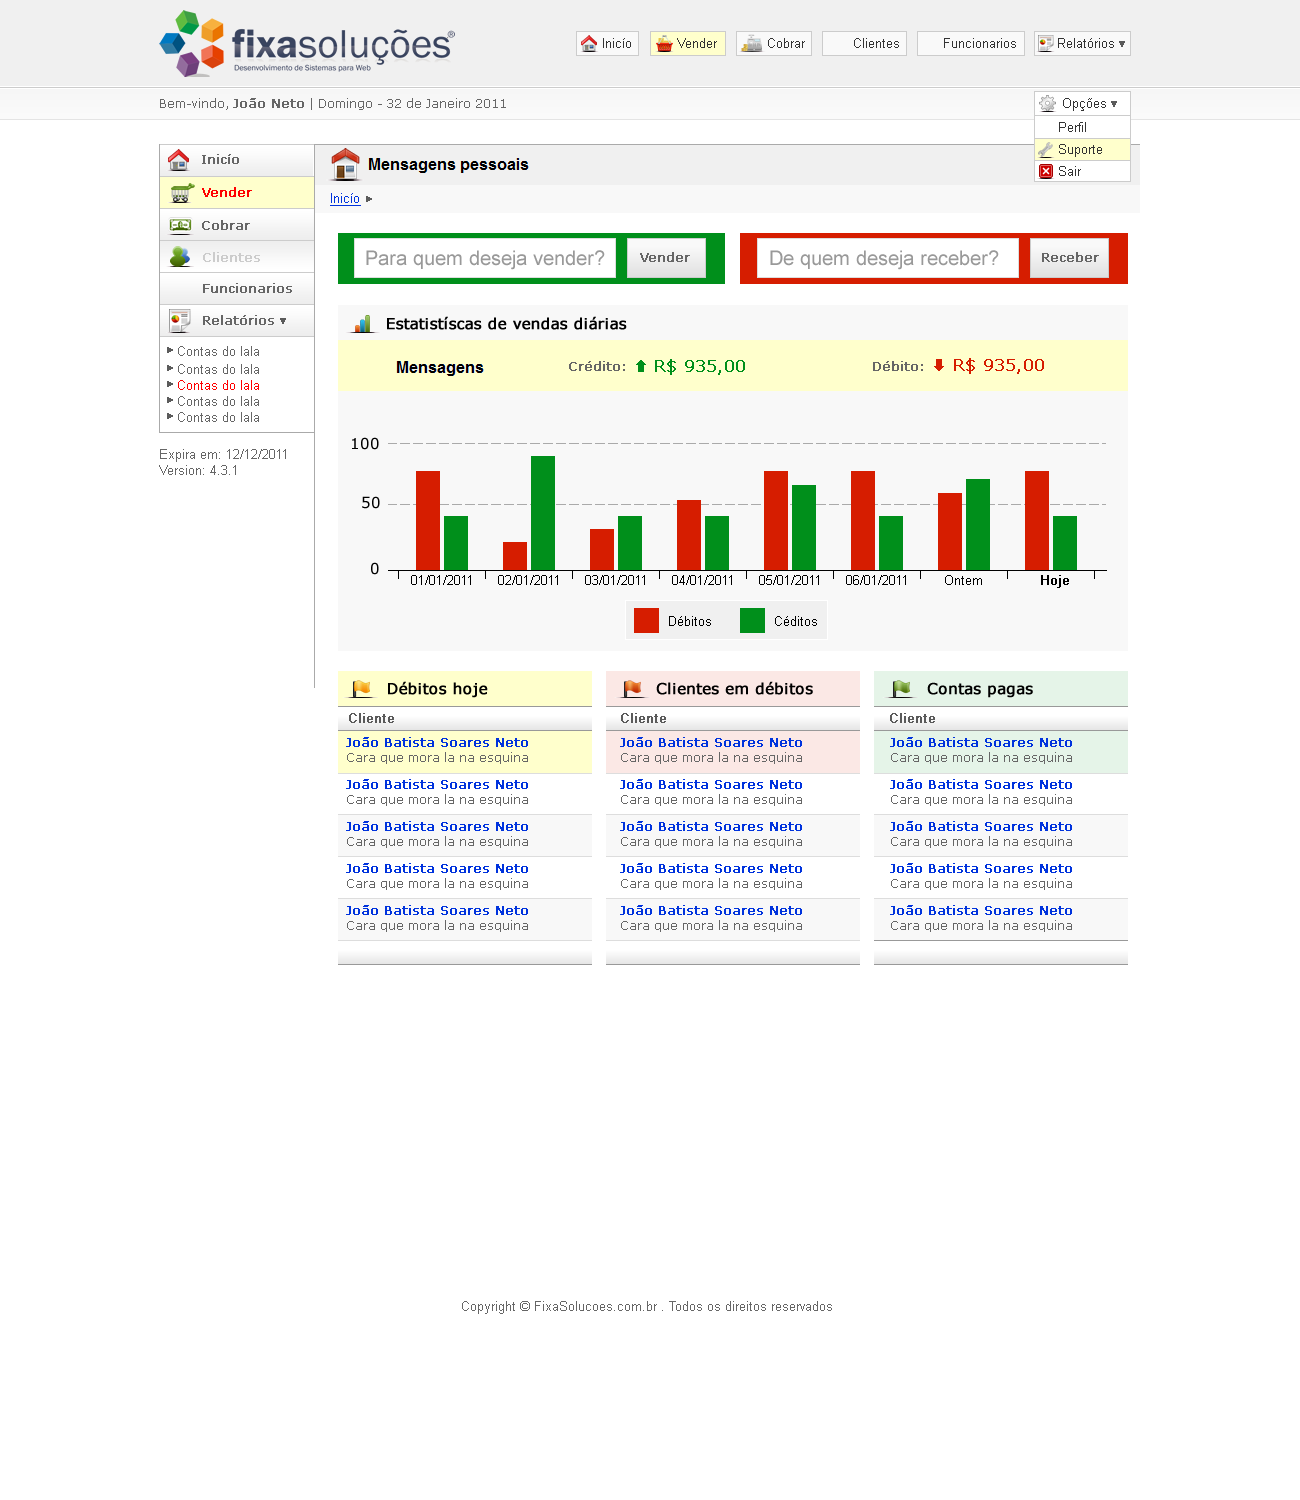 fixasoluções®
Desenvolvimento de Sistemas para Web
Inicío
Vender
Cobrar
Clientes
Funcionarios
Relatórios
Bem-vindo, João Neto | Domingo - 32 de Janeiro 2011
Opções
Perfil
Suporte
Sair
Inicío
Vender
Cobrar
Clientes
Funcionarios
Relatórios
Contas do lala
Contas do lala
Contas do lala
Contas do lala
Contas do lala
Expira em: 12/12/2011
Version: 4.3.1
Mensagens pessoais
Inicío
Para quem deseja vender?
Vender
De quem deseja receber?
Receber
Estatistíscas de vendas diárias
Mensagens
Crédito: R$ 935,00
Débito: R$ 935,00
100
50
0
01/01/2011
02/01/2011
03/01/2011
04/01/2011
05/01/2011
06/01/2011
Ontem
Hoje
Débitos
Céditos
Débitos hoje
Cliente
João Batista Soares Neto
Cara que mora la na esquina
João Batista Soares Neto
Cara que mora la na esquina
João Batista Soares Neto
Cara que mora la na esquina
João Batista Soares Neto
Cara que mora la na esquina
João Batista Soares Neto
Cara que mora la na esquina
Clientes em débitos
Cliente
João Batista Soares Neto
Cara que mora la na esquina
João Batista Soares Neto
Cara que mora la na esquina
João Batista Soares Neto
Cara que mora la na esquina
João Batista Soares Neto
Cara que mora la na esquina
João Batista Soares Neto
Cara que mora la na esquina
Contas pagas
Cliente
João Batista Soares Neto
Cara que mora la na esquina
João Batista Soares Neto
Cara que mora la na esquina
João Batista Soares Neto
Cara que mora la na esquina
João Batista Soares Neto
Cara que mora la na esquina
João Batista Soares Neto
Cara que mora la na esquina
Copyright © FixaSolucoes.com.br . Todos os direitos reservados